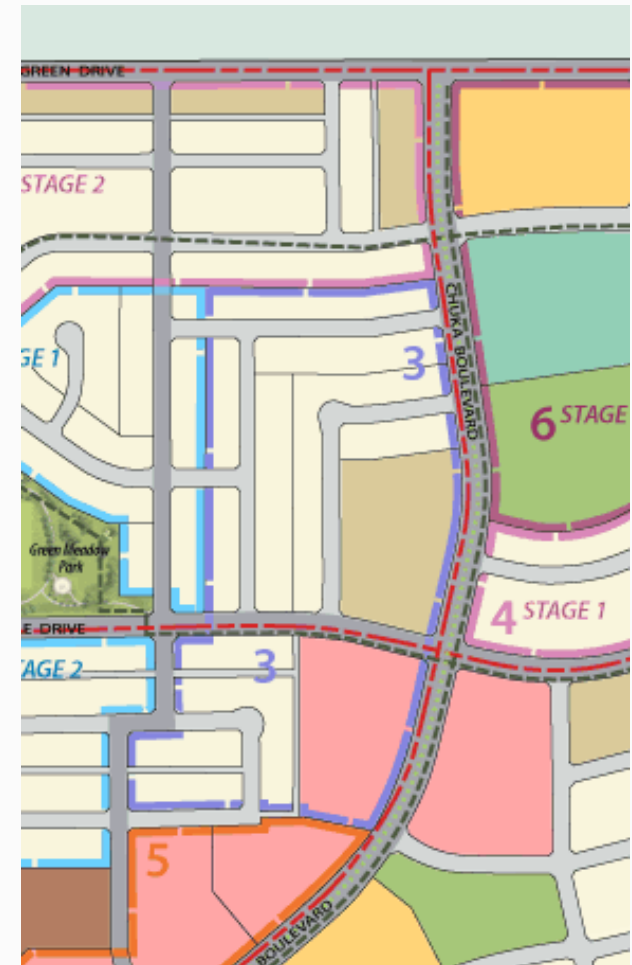 GREEN DRIVE
STAGE 2
CHUKA BOULEVARD
GE 1
3
6 STAGE
Green Meadow
Park
4 STAGE 1
E DRIVE
AGE 2
3
5
BOULEVARD